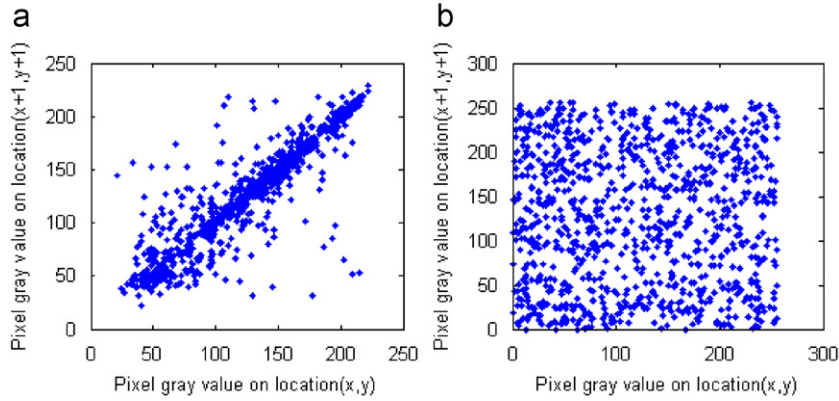 a
Pixel gray value on location(x+1,y+1)
250
200
150
100
50
0
0 50 100 150 200 250
Pixel gray value on location(x,y)
b
Pixel gray value on location(x+1,y+1)
300
250
200
150
100
50
0
0 100 200 300
Pixel gray value on location(x,y)